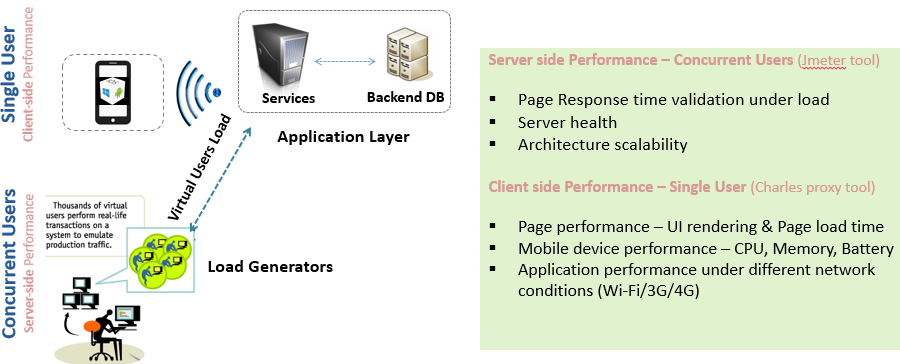 Single User
Client-side Performance
Services
Backend DB
Application Layer
Virtual Users Load
Concurrent Users
Server-side Performance
Thousands of virtual
users perform real-life
transactions on a
system to emulate
production traffic.
Load Generators
Server side Performance – Concurrent Users (Jmeter tool)
▪ Page Response time validation under load
▪ Server health
▪ Architecture scalability
Client side Performance – Single User (Charles proxy tool)
▪ Page performance – UI rendering & Page load time
▪ Mobile device performance – CPU, Memory, Battery
▪ Application performance under different network
conditions (Wi-Fi/3G/4G)